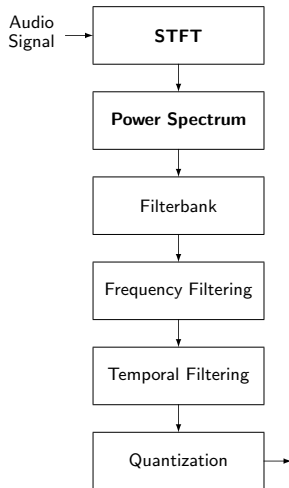 Audio
Signal
STFT
Power Spectrum
Filterbank
Frequency Filtering
Temporal Filtering
Quantization